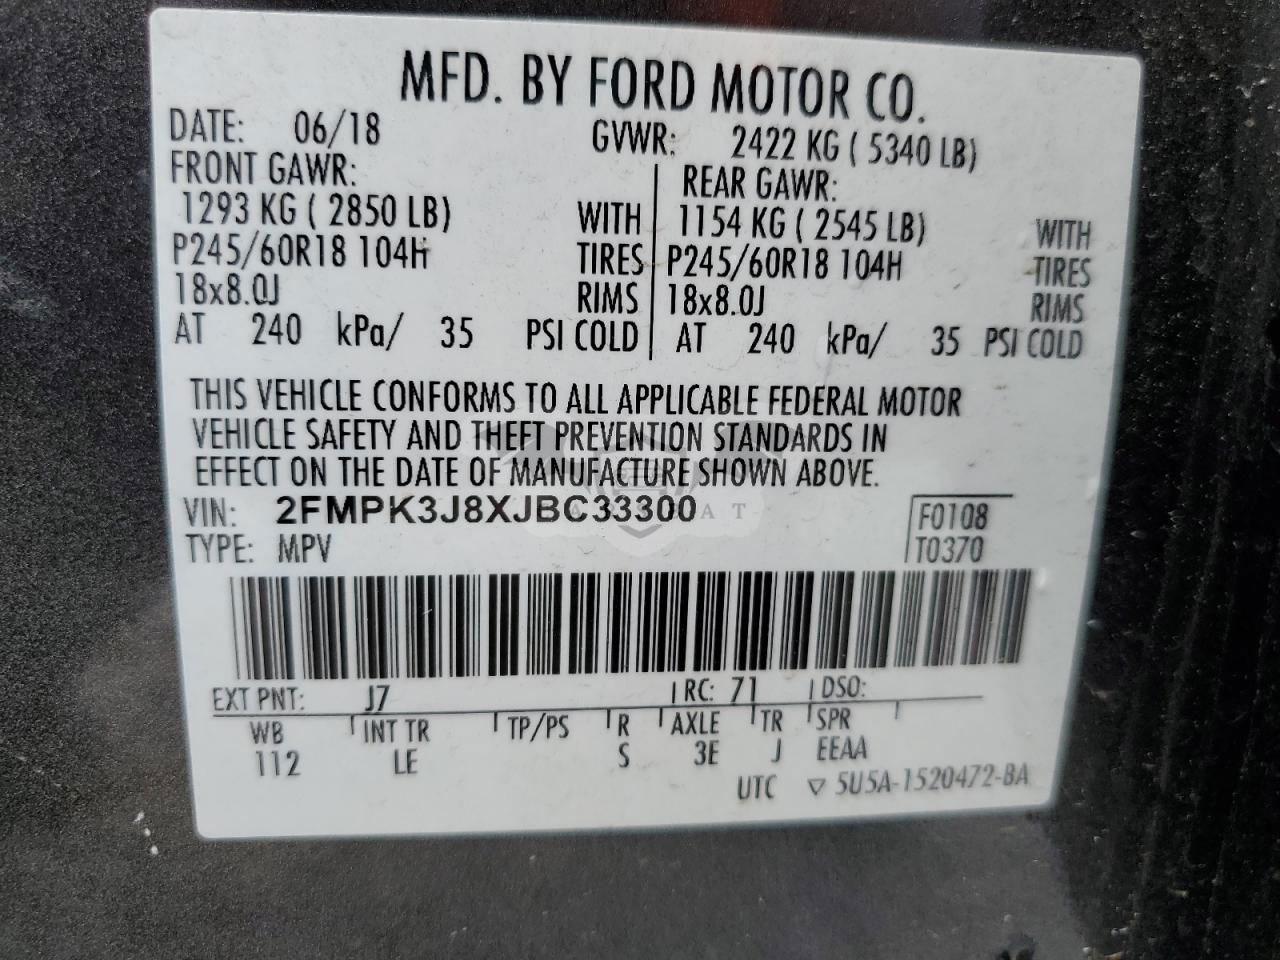 MFD. BY FORD MOTOR CO.
DATE: 06/18 GVWR: 2422 KG ( 5340 LB)
FRONT GAWR: REAR GAWR:
1293 KG ( 2850 LB) WITH 1154 KG ( 2545 LB) WITH
P245/60R18 104H TIRES P245/60R18 104H TIRES
18x8.0J RIMS 18x8.0J RIMS
AT 240 kPa/ 35 PSI COLD AT 240 kPa/ 35 PSI COLD
THIS VEHICLE CONFORMS TO ALL APPLICABLE FEDERAL MOTOR
VEHICLE SAFETY AND THEFT PREVENTION STANDARDS IN
EFFECT ON THE DATE OF MANUFACTURE SHOWN ABOVE.
VIN: 2FMPK3J8XJBC33300 F0108
TYPE: MPV T0370
EXT PNT: J7 RC: 71 DSO:
WB INT TR TP/PS R AXLE TR SPR
112 LE S 3E J EEAA
UTC ▽ 5U5A-1520472-BA